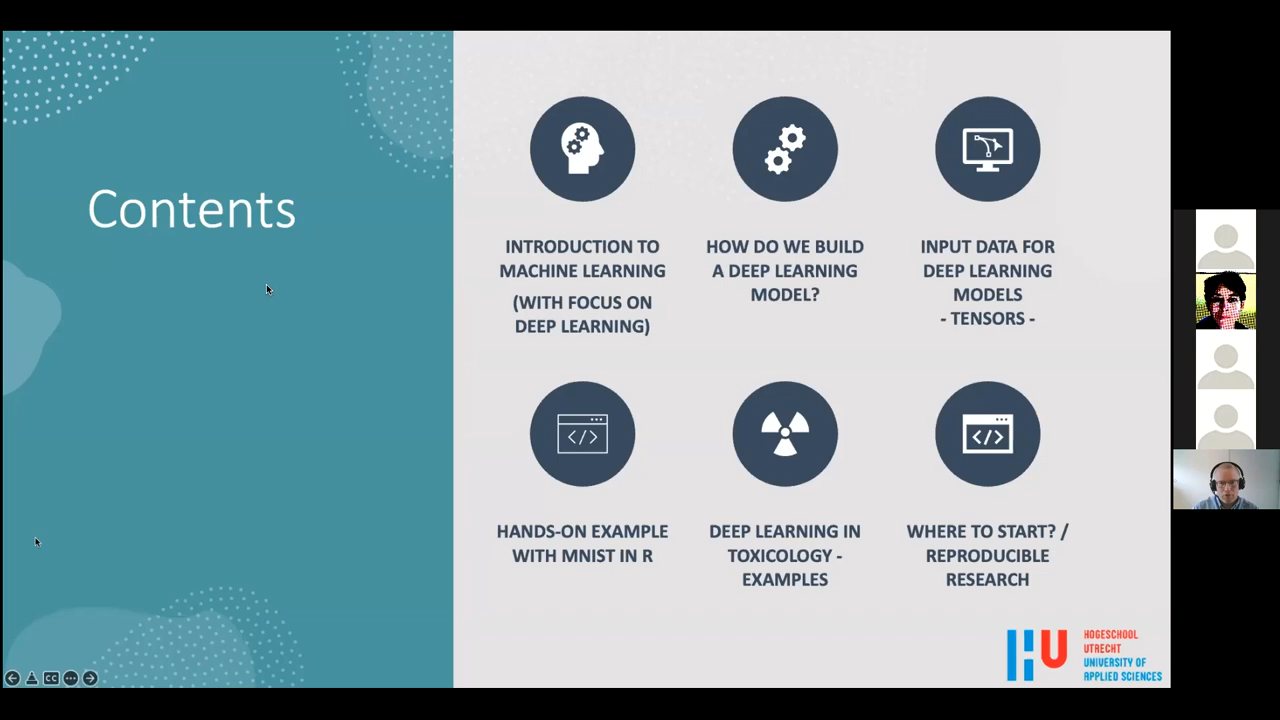 Contents
INTRODUCTION TO
MACHINE LEARNING
(WITH FOCUS ON
DEEP LEARNING)
HOW DO WE BUILD
A DEEP LEARNING
MODEL?
INPUT DATA FOR
DEEP LEARNING
MODELS
- TENSORS -
</>
HANDS-ON EXAMPLE
WITH MNIST IN R
DEEP LEARNING IN
TOXICOLOGY -
EXAMPLES
</>
WHERE TO START? /
REPRODUCIBLE
RESEARCH
HU
HOGESCHOOL
UTRECHT
UNIVERSITY OF
APPLIED SCIENCES
CC